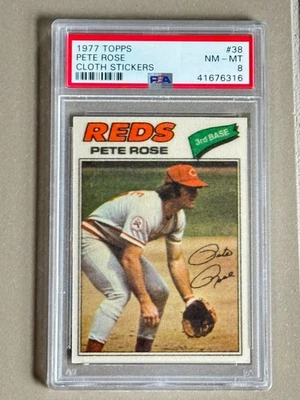 1977 TOPPS #38
PETE ROSE NM - MT
CLOTH STICKERS PSA 8
41676316
REDS
PETE ROSE
3rd BASE
Pete
Rose